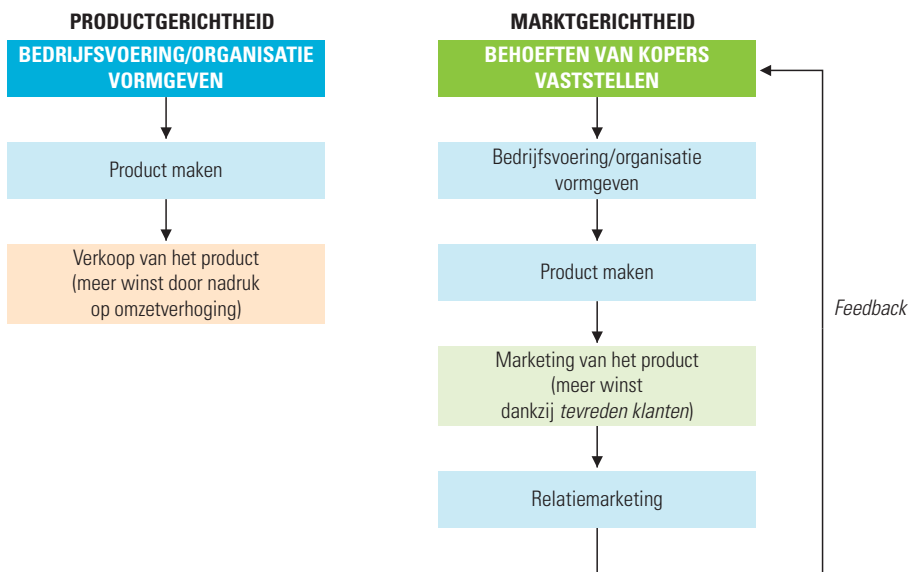 PRODUCTGERICHTHEID
BEDRIJFSVOERING/ORGANISATIE
VORMGEVEN
Product maken
Verkoop van het product
(meer winst door nadruk
op omzetverhoging)
MARKTGERICHTHEID
BEHOEFTEN VAN KOPERS
VASTSTELLEN
Bedrijfsvoering/organisatie
vormgeven
Product maken
Marketing van het product
(meer winst
dankzij tevreden klanten)
Relatiemarketing
Feedback